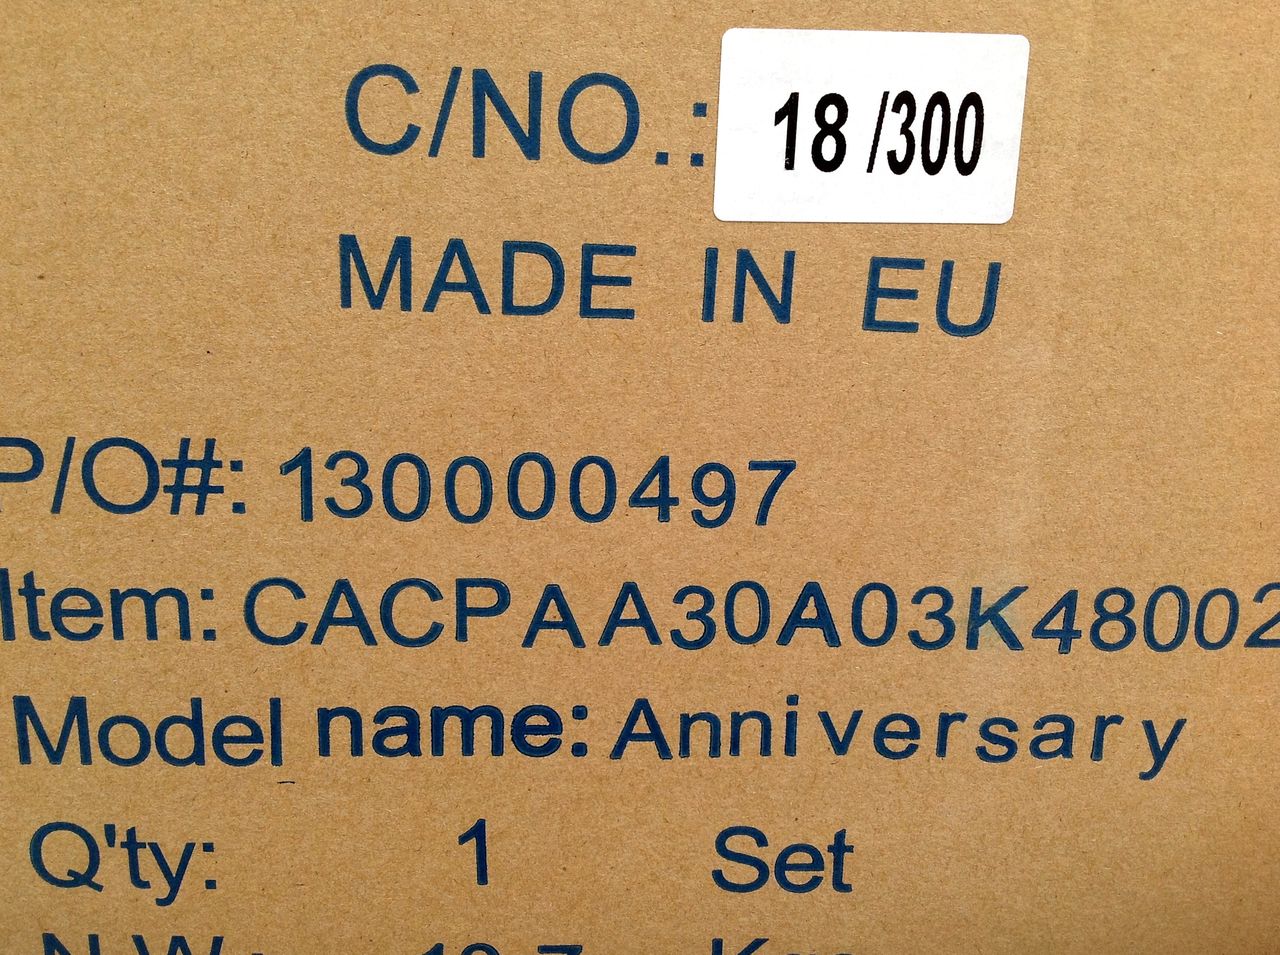 C/NO.: 18 /300
MADE IN EU
P/O#: 130000497
Item: CACPAA30A03K48002
Model name: Anniversary
Q'ty: 1 Set
N.W.: